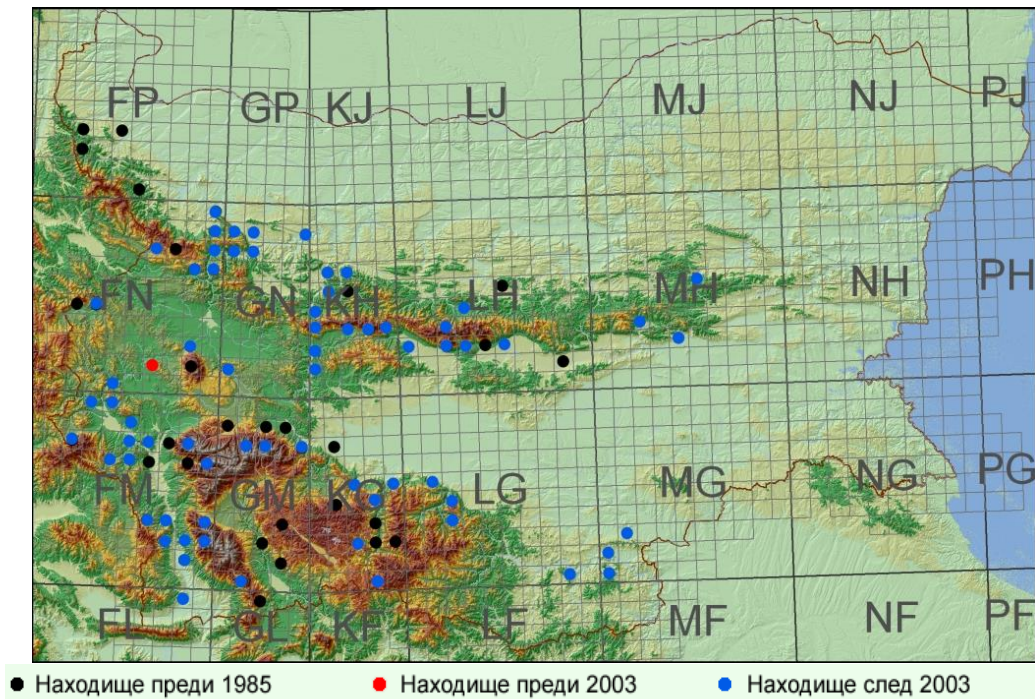 FP GP KJ LJ MJ NJ PJ
FN GN KH LH MH NH PH
FM GM KG LG MG NG PG
FL GL KF LF MF NF PF
Находище преди 1985 Находище преди 2003 Находище след 2003